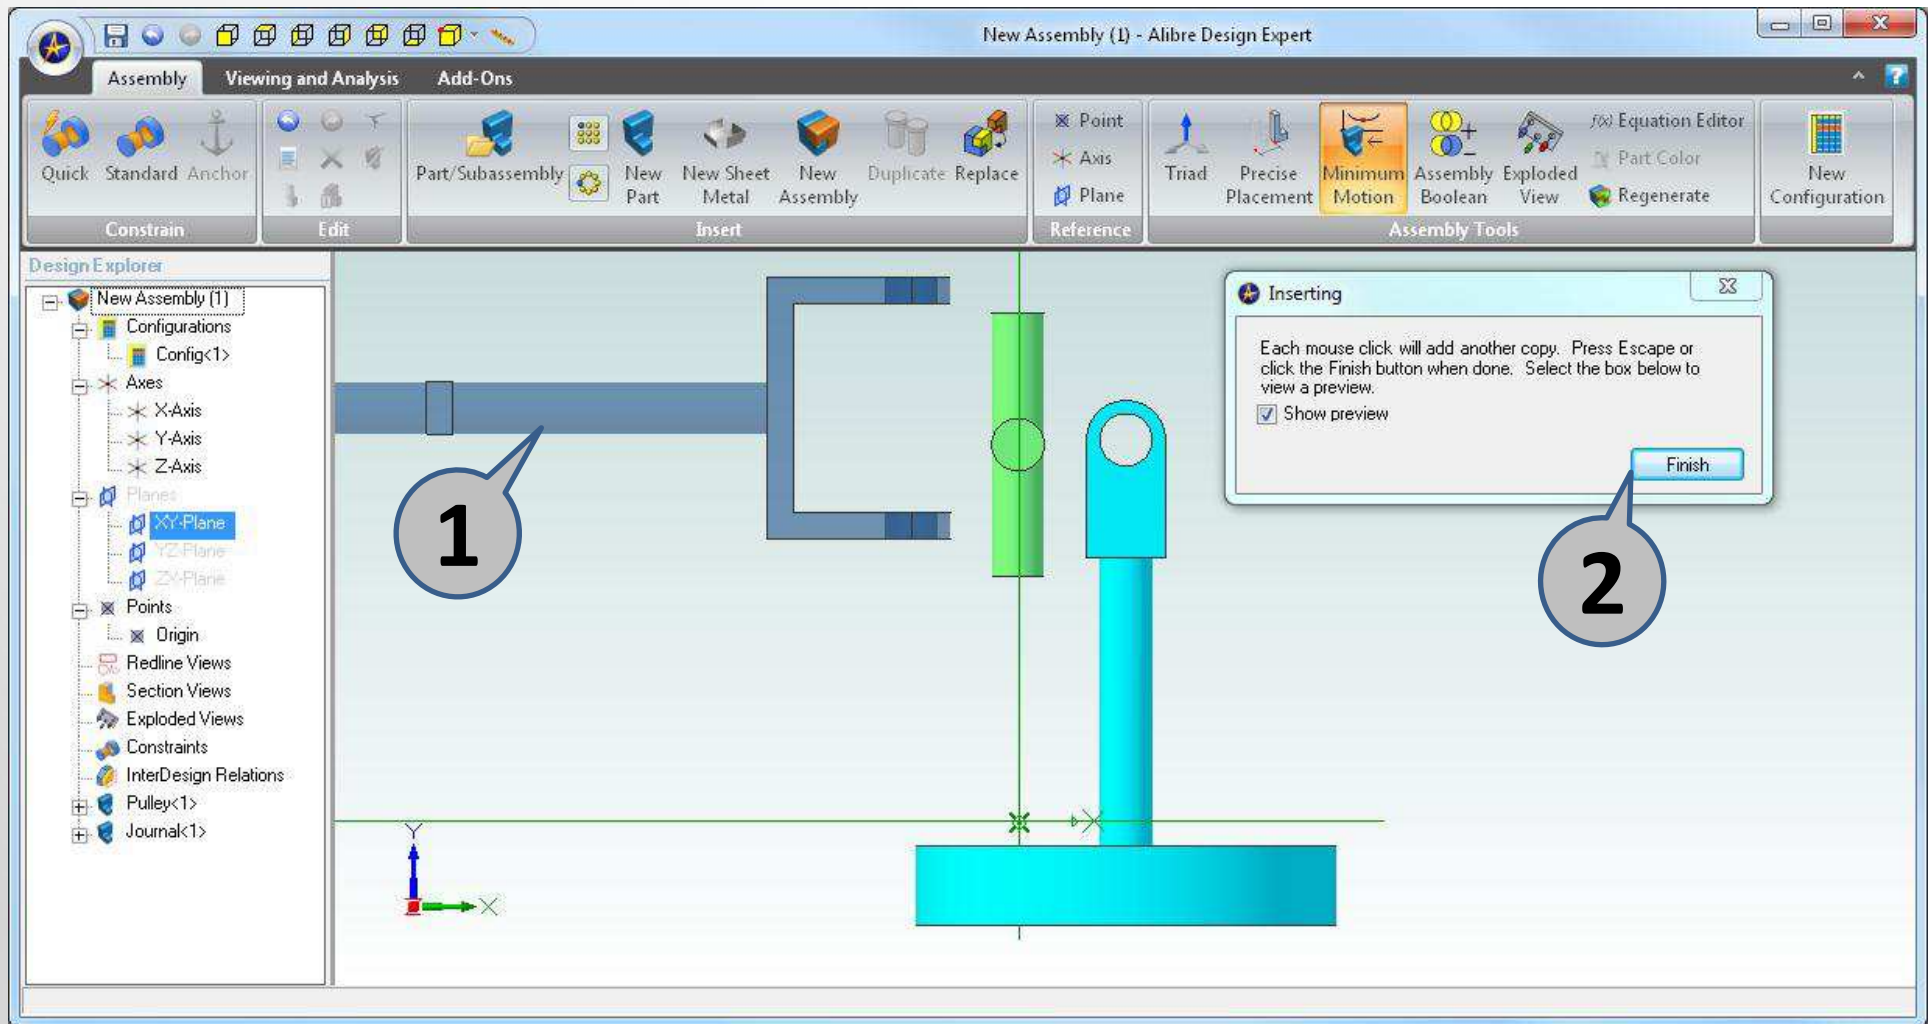 New Assembly (1) - Alibre Design Expert
Assembly Viewing and Analysis Add-Ons
Quick Standard Anchor
Constrain
Edit
Part/Subassembly
New Part
New Sheet Metal
New Assembly
Duplicate Replace
Insert
Point
Axis
Plane
Reference
Triad
Precise Placement
Minimum Motion
Assembly Boolean
Exploded View
f(x) Equation Editor
Part Color
Regenerate
Assembly Tools
New Configuration
Design Explorer
New Assembly (1)
Configurations
Config<1>
Axes
X-Axis
Y-Axis
Z-Axis
Planes
XY-Plane
YZ-Plane
ZX-Plane
Points
Origin
Redline Views
Section Views
Exploded Views
Constraints
InterDesign Relations
Pulley<1>
Journal<1>
1
Y
X
X
Inserting
Each mouse click will add another copy. Press Escape or
click the Finish button when done. Select the box below to
view a preview.
Show preview
Finish
2